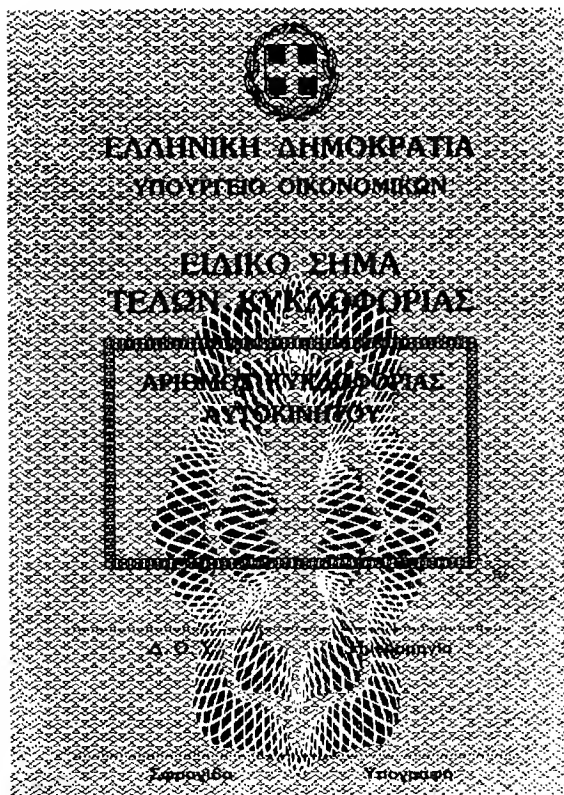 ΕΛΛΗΝΙΚΗ ΔΗΜΟΚΡΑΤΙΑ
ΥΠΟΥΡΓΕΙΟ ΟΙΚΟΝΟΜΙΚΩΝ
ΕΙΔΙΚΟ ΣΗΜΑ
ΤΕΛΩΝ ΚΥΚΛΟΦΟΡΙΑΣ
ΑΡΙΘΜΟΣ ΚΥΚΛΟΦΟΡΙΑΣ
ΑΥΤΟΚΙΝΗΤΟΥ
Δ. Ο. Υ. Ημερομηνία
Σφραγίδα Υπογραφή